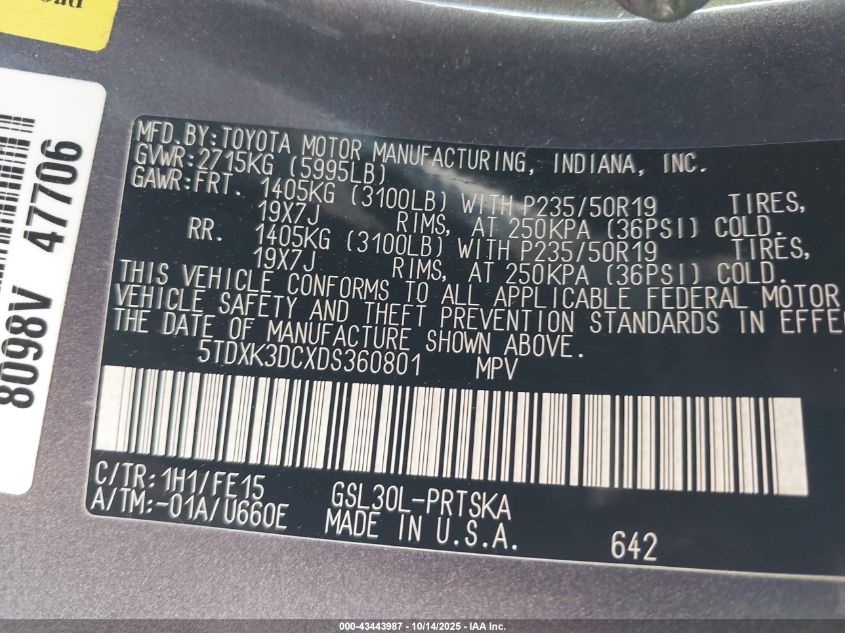 8098V 47706
MFD.BY:TOYOTA MOTOR MANUFACTURING, INDIANA, INC.
GVWR:2715KG (5995LB)
GAWR:FRT. 1405KG (3100LB) WITH P235/50R19 TIRES,
19X7J RIMS, AT 250KPA (36PSI) COLD.
RR. 1405KG (3100LB) WITH P235/50R19 TIRES,
19X7J RIMS, AT 250KPA (36PSI) COLD.
THIS VEHICLE CONFORMS TO ALL APPLICABLE FEDERAL MOTOR
VEHICLE SAFETY AND THEFT PREVENTION STANDARDS IN EFFE
THE DATE OF MANUFACTURE SHOWN ABOVE.
5TDXK3DCXDS360801 MPV
C/TR:1H1/FE15 GSL30L-PRTSKA
A/TM:-01A/U660E MADE IN U.S.A. 642
000-43443987 - 10/14/2025 - IAA Inc.